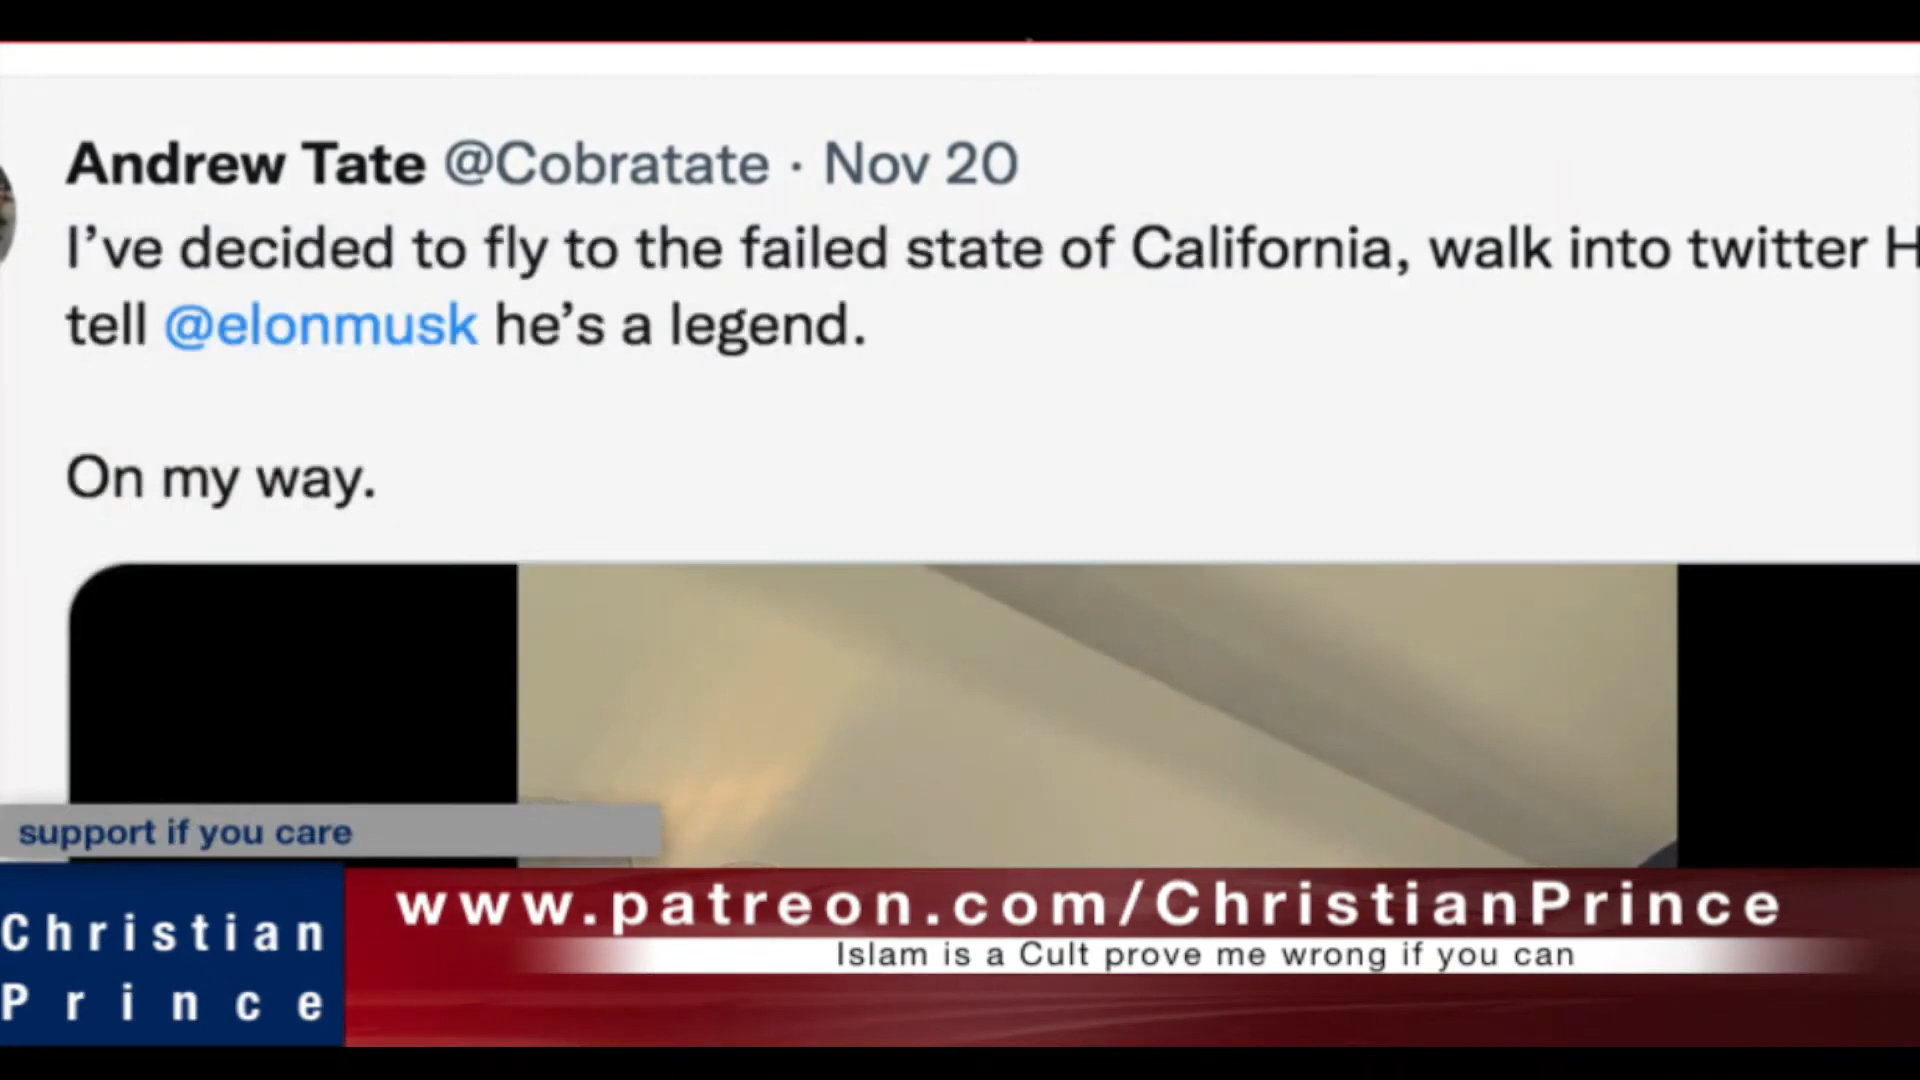 Andrew Tate @Cobratate · Nov 20
I've decided to fly to the failed state of California, walk into twitter H
tell @elonmusk he's a legend.
On my way.
support if you care
Christian
Prince
www.patreon.com/ChristianPrince
Islam is a Cult prove me wrong if you can